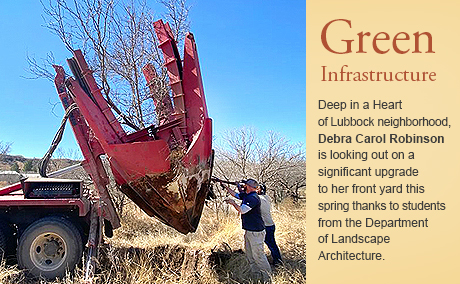 Green
Infrastructure
Deep in a Heart
of Lubbock neighborhood,
Debra Carol Robinson
is looking out on a
significant upgrade
to her front yard this
spring thanks to students
from the Department
of Landscape
Architecture.